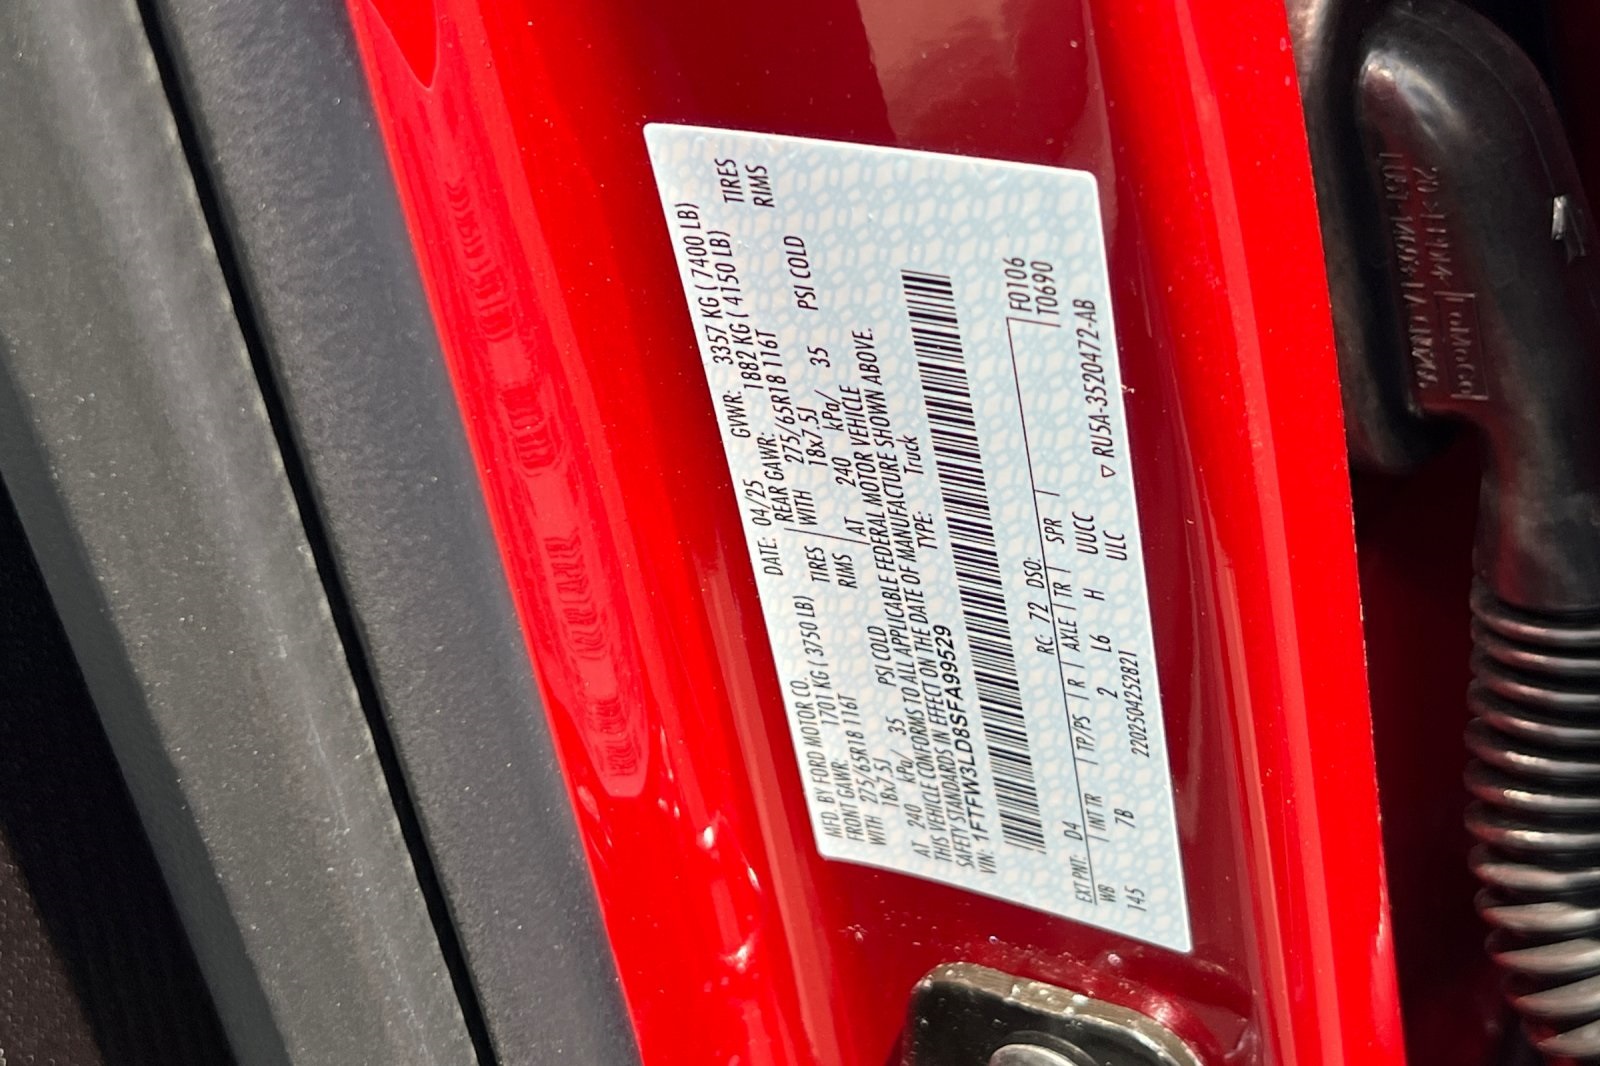 MFD. BY FORD MOTOR CO.
DATE: 04/25 GVWR: 3357 KG ( 7400 LB)
FRONT GAWR: 1701 KG ( 3750 LB) REAR GAWR: 1882 KG ( 4150 LB)
WITH 275/65R18 116T TIRES WITH 275/65R18 116T TIRES
18x7.5J RIMS 18x7.5J RIMS
AT 240 kPa/ 35 PSI COLD AT 240 kPa/ 35 PSI COLD
THIS VEHICLE CONFORMS TO ALL APPLICABLE FEDERAL MOTOR VEHICLE
SAFETY STANDARDS IN EFFECT ON THE DATE OF MANUFACTURE SHOWN ABOVE.
VIN: 1FTFW3LD8SFA99529 TYPE: Truck
F0106
T0690
EXT PNT: D4 RC: 72 DSO:
WB INTR TP/PS R AXLE TR SPR
145 7B 2 L6 H UUCC
22025042528​21 ULC ▽ RU5A-3520472-AB